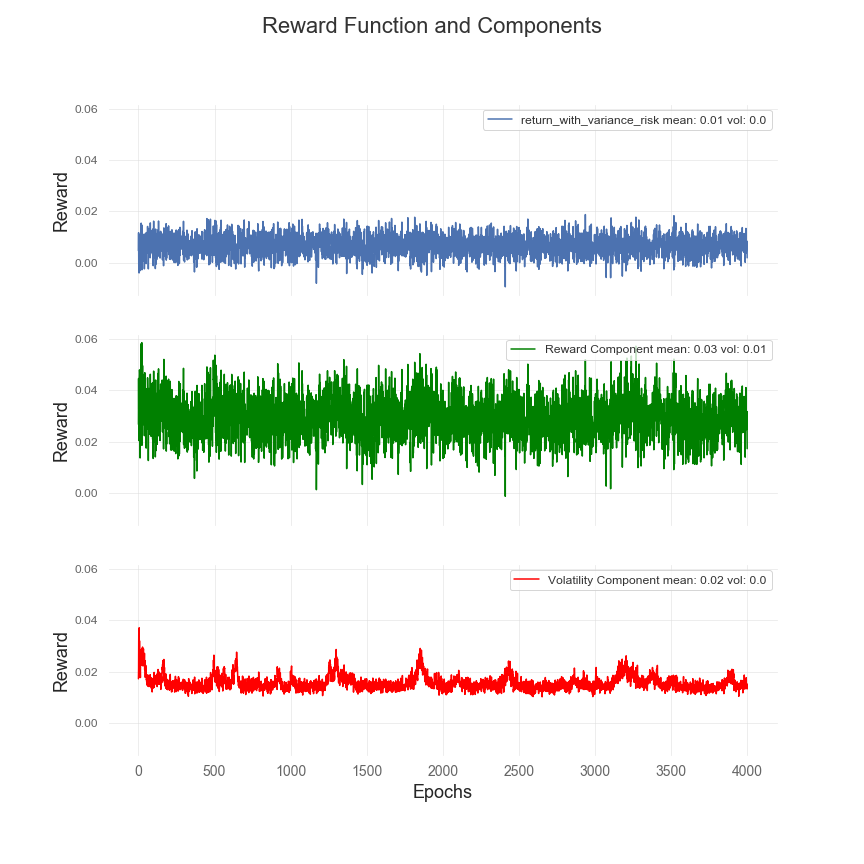 Reward Function and Components
0.06
return_with_variance_risk mean: 0.01 vol: 0.0
0.04
Reward
0.02
0.00
0.06
Reward Component mean: 0.03 vol: 0.01
0.04
Reward
0.02
0.00
0.06
Volatility Component mean: 0.02 vol: 0.0
0.04
Reward
0.02
0.00
0 500 1000 1500 2000 2500 3000 3500 4000
Epochs